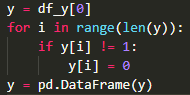 y = df_y[0]
for i in range(len(y)):
    if y[i] != 1:
        y[i] = 0
y = pd.DataFrame(y)